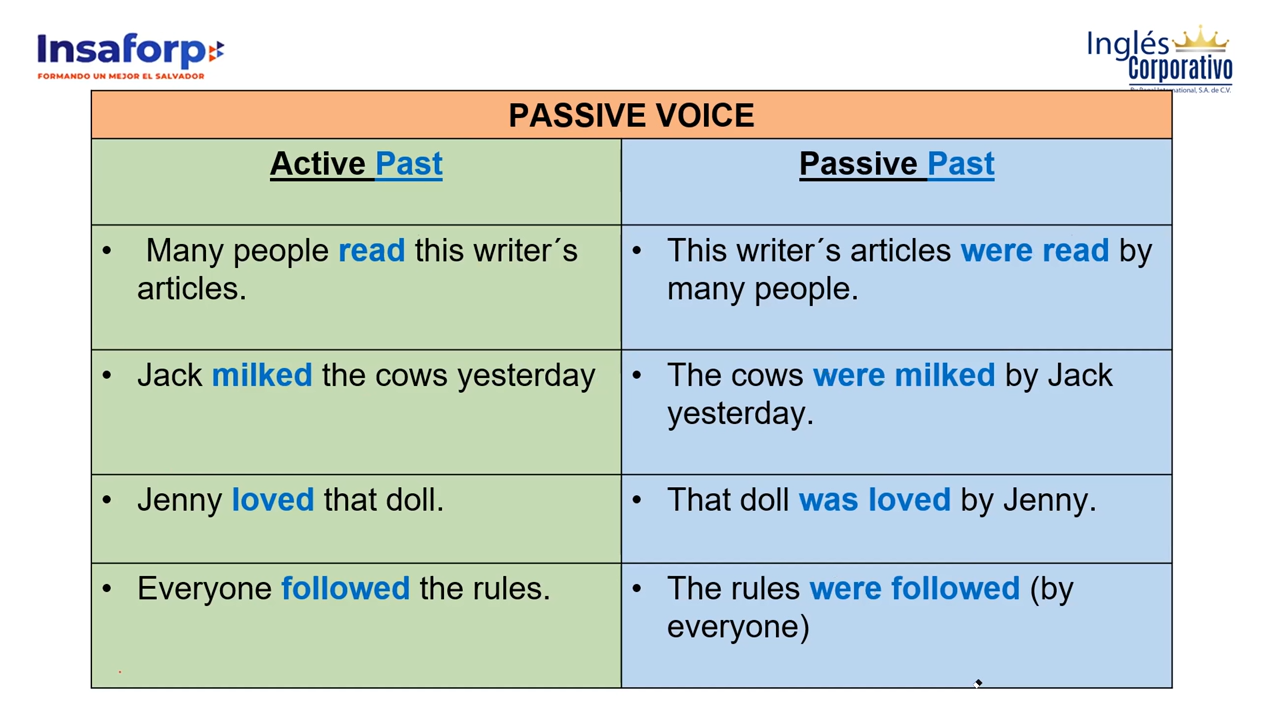 Insaforp
FORMANDO UN MEJOR EL SALVADOR
Inglés
Corporativo
PASSIVE VOICE
Active Past
Passive Past
• Many people read this writer´s
articles.
• This writer´s articles were read by
many people.
• Jack milked the cows yesterday
• The cows were milked by Jack
yesterday.
• Jenny loved that doll.
• That doll was loved by Jenny.
• Everyone followed the rules.
• The rules were followed (by
everyone)